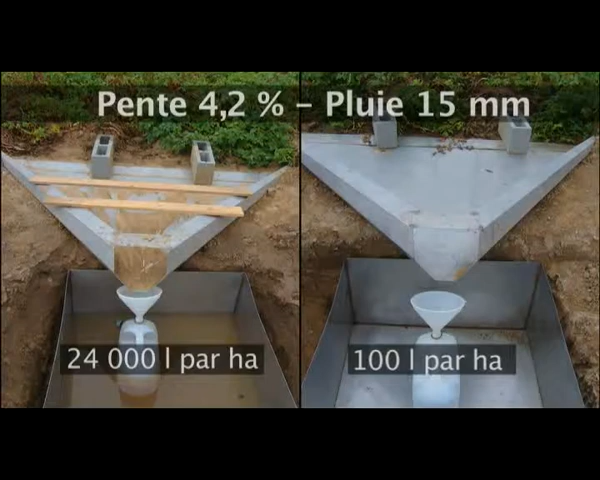 Pente 4,2 % – Pluie 15 mm
24 000 l par ha
100 l par ha